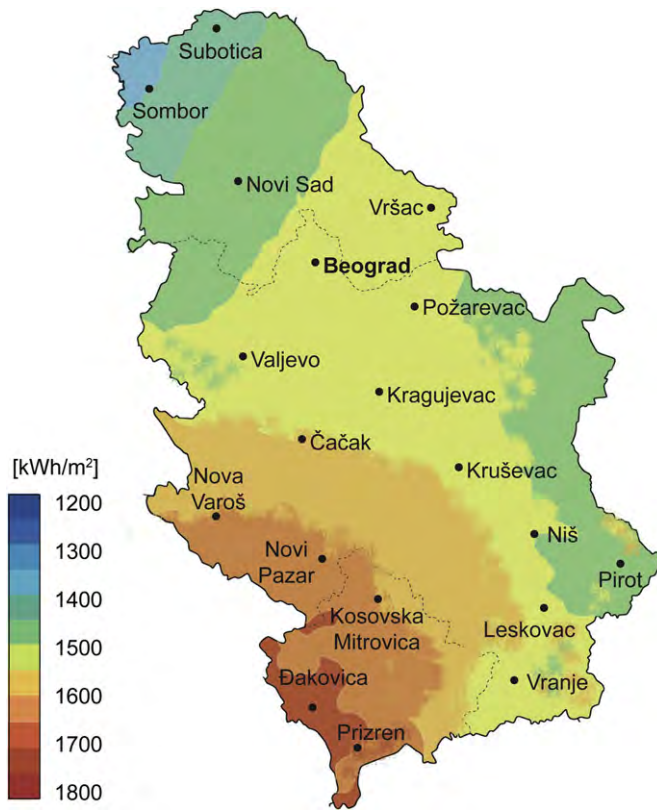 Subotica
Sombor
Novi Sad
Vršac
Beograd
Požarevac
Valjevo
Kragujevac
Čačak
[kWh/m²]
Nova
Varoš
Kruševac
1200
1300
1400
1500
1600
1700
1800
Niš
Novi
Pazar
Pirot
Kosovska
Mitrovica
Leskovac
Đakovica
Vranje
Prizren